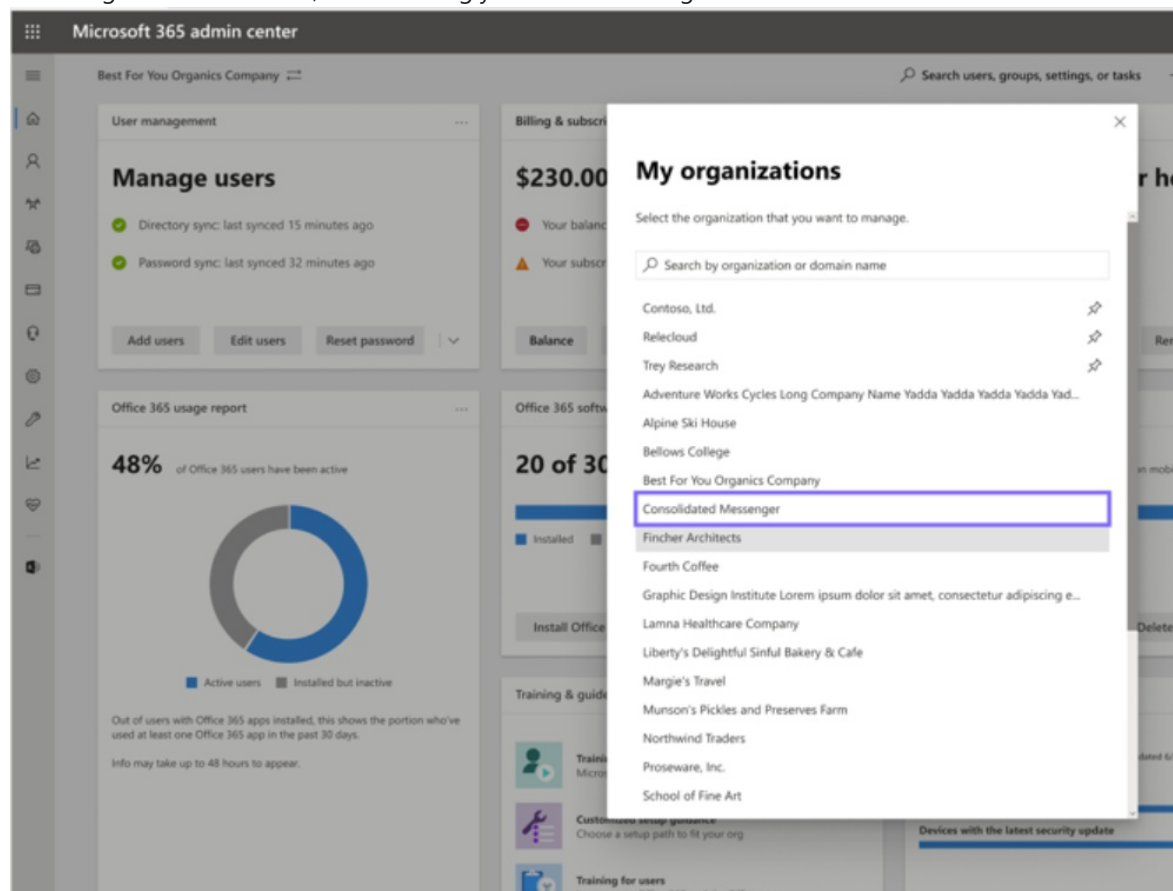 Microsoft 365 admin center
Best For You Organics Company
Search users, groups, settings, or tasks
User management
Manage users
Directory sync: last synced 15 minutes ago
Password sync: last synced 32 minutes ago
Add users
Edit users
Reset password
Billing & subscri
$230.00
Your balanc
Your subscr
Balance
r h
Rer
Office 365 usage report
48% of Office 365 users have been active
Active users
Installed but inactive
Out of users with Office 365 apps installed, this shows the portion who've
used at least one Office 365 app in the past 30 days.
Info may take up to 48 hours to appear.
Office 365 softw
20 of 30
Installed
Install Office
n mobi
Delete
Training & guide
Traini
Micros
Customized setup guidance
Choose a setup path to fit your org
Training for users
dated 6/
Devices with the latest security update
My organizations
Select the organization that you want to manage.
Search by organization or domain name
Contoso, Ltd.
Relecloud
Trey Research
Adventure Works Cycles Long Company Name Yadda Yadda Yadda Yadda Yad...
Alpine Ski House
Bellows College
Best For You Organics Company
Consolidated Messenger
Fincher Architects
Fourth Coffee
Graphic Design Institute Lorem ipsum dolor sit amet, consectetur adipiscing e...
Lamna Healthcare Company
Liberty's Delightful Sinful Bakery & Cafe
Margie's Travel
Munson's Pickles and Preserves Farm
Northwind Traders
Proseware, Inc.
School of Fine Art